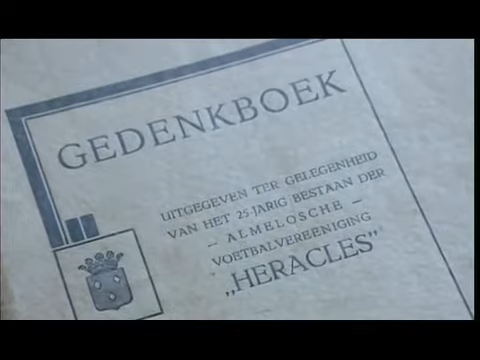 GEDENKBOEK
UITGEGEVEN TER GELEGENHEID
VAN HET 25-JARIG BESTAAN DER
- ALMELOSCHE -
VOETBALVEREENIGING
„HERACLES”